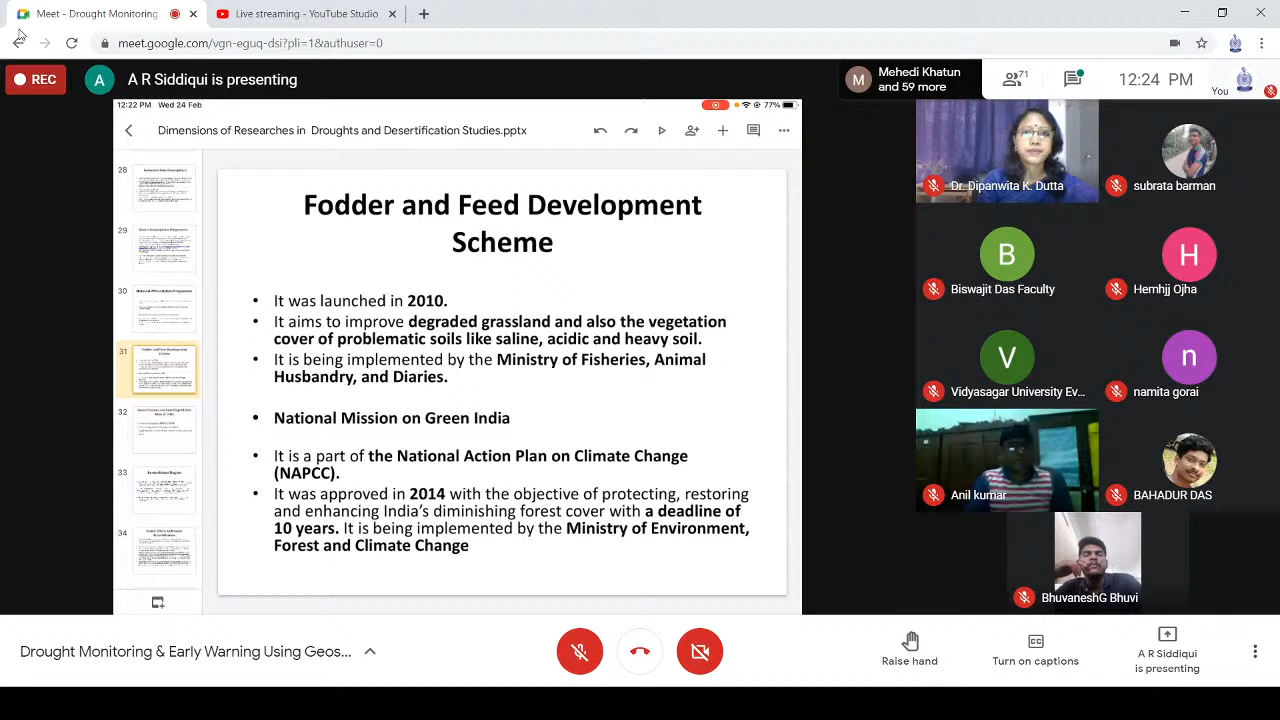 Meet - Drought Monitoring
Live streaming - YouTube Studio
meet.google.com/vgn-eguq-dsi?pli=1&authuser=0
REC
A
A R Siddiqui is presenting
M
Mehedi Khatun
and 59 more
71
12:24 PM
You
12:22 PM Wed 24 Feb
77%
Dimensions of Researches in Droughts and Desertification Studies.pptx
28
29
30
31
32
33
34
Fodder and Feed Development
Scheme
• It was launched in 2010.
• It aims to improve degraded grassland and also the vegetation
cover of problematic soils like saline, acidic and heavy soil.
• It is being implemented by the Ministry of Fisheries, Animal
Husbandry, and Diaries.
• National Mission on Green India
• It is a part of the National Action Plan on Climate Change
(NAPCC).
• It was approved in 2014 with the objective of protecting, restoring
and enhancing India's diminishing forest cover with a deadline of
10 years. It is being implemented by the Ministry of Environment,
Forest and Climate Change
Dr. Dipanwita Dutta
subrata barman
B
Biswajit Das Faculty
H
Hemhjj Ojha
V
Vidyasagar University Ev...
n
namita gorai
Anil kumar
BAHADUR DAS
BhuvaneshG Bhuvi
Drought Monitoring & Early Warning Using Geos...
Raise hand
Turn on captions
A R Siddiqui
is presenting